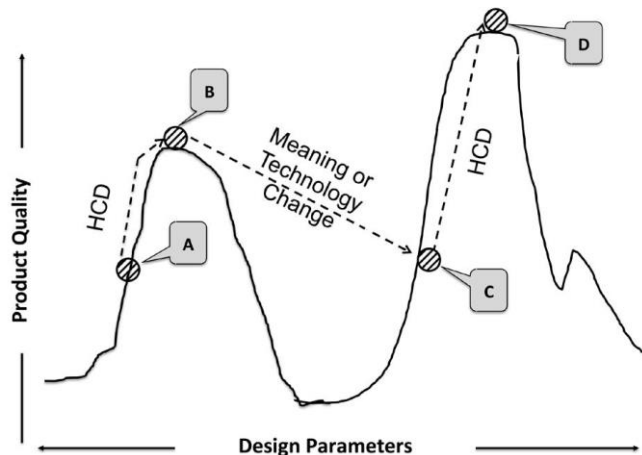 D
B
Meaning or
Technology
Change
HCD
HCD
A
C
Product Quality
Design Parameters